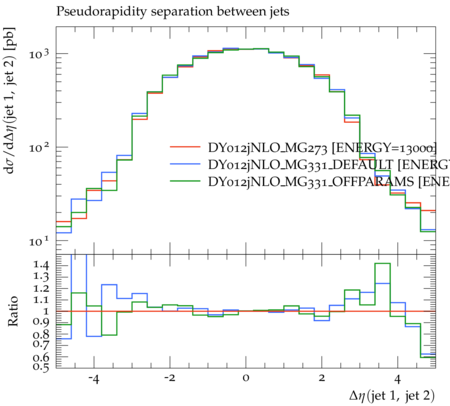 Pseudorapidity separation between jets
dσ/dΔη(jet 1, jet 2) [pb]
10³
10²
10¹
DY012jNLO_MG273 [ENERGY=13000]
DY012jNLO_MG331_DEFAULT [ENERGY
DY012jNLO_MG331_OFFPARAMS [ENE
Ratio
1.4
1.3
1.2
1.1
1
0.9
0.8
0.7
0.6
0.5
-4 -2 0 2 4
Δη(jet 1, jet 2)